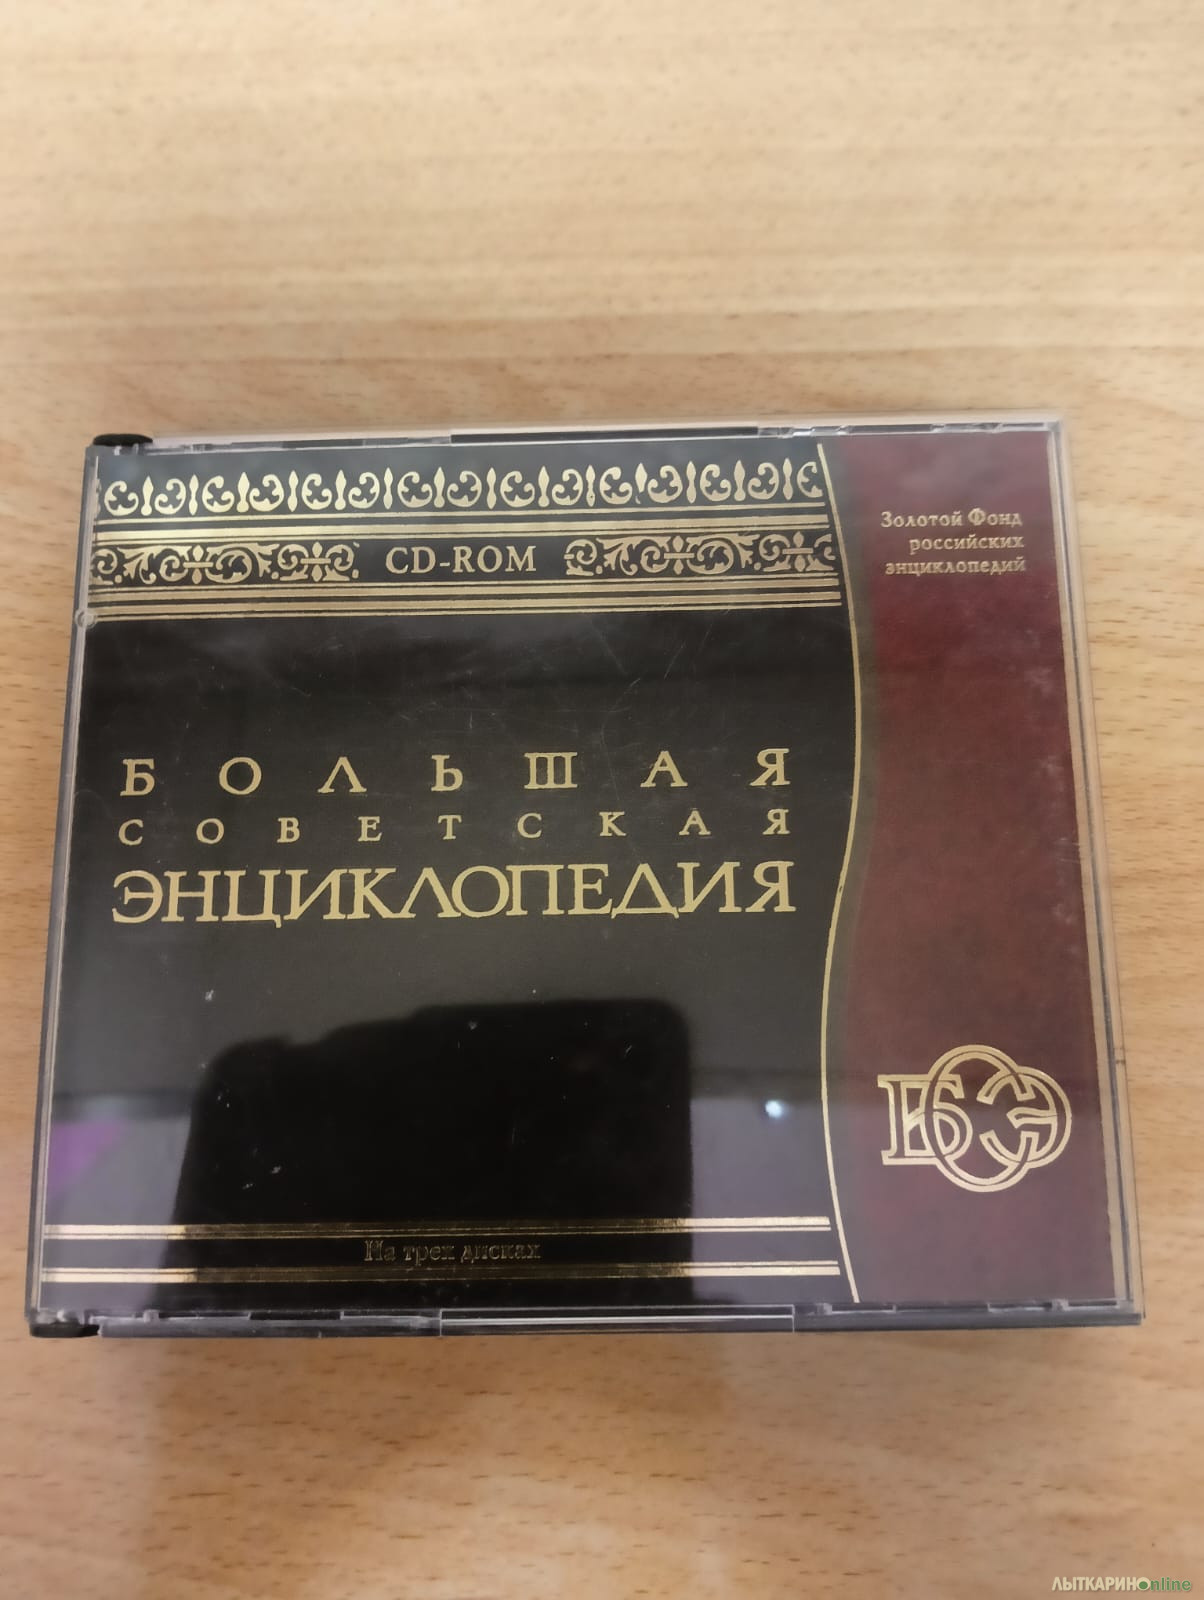 CD-ROM
Золотой Фонд
российских
энциклопедий
БОЛЬШАЯ
СОВЕТСКАЯ
ЭНЦИКЛОПЕДИЯ
БСЭ
На трех дисках
ЛЫТКАРИНОonline